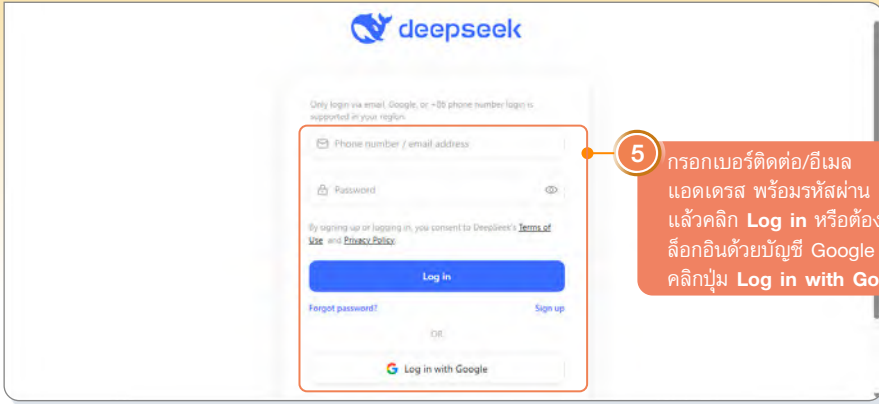 deepseek
Only login via email, Google, or +86 phone number login is
supported in your region.
Phone number / email address
Password
By signing up or logging in, you consent to DeepSeek's Terms of
Use and Privacy Policy.
Log in
Forgot password?
Sign up
OR
Log in with Google
5
กรอกเบอร์ติดต่อ/อีเมล
แอดเดรส พร้อมรหัสผ่าน
แล้วคลิก Log in หรือต้อง
ล็อกอินด้วยบัญชี Google
คลิกปุ่ม Log in with Go